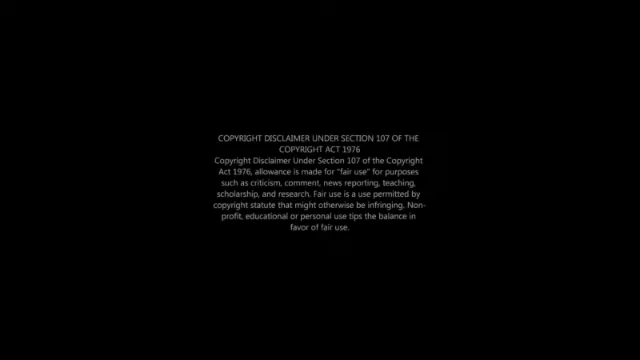 COPYRIGHT DISCLAIMER UNDER SECTION 107 OF THE
COPYRIGHT ACT 1976
Copyright Disclaimer Under Section 107 of the Copyright
Act 1976, allowance is made for "fair use" for purposes
such as criticism, comment, news reporting, teaching,
scholarship, and research. Fair use is a use permitted by
copyright statute that might otherwise be infringing. Non-
profit, educational or personal use tips the balance in
favor of fair use.